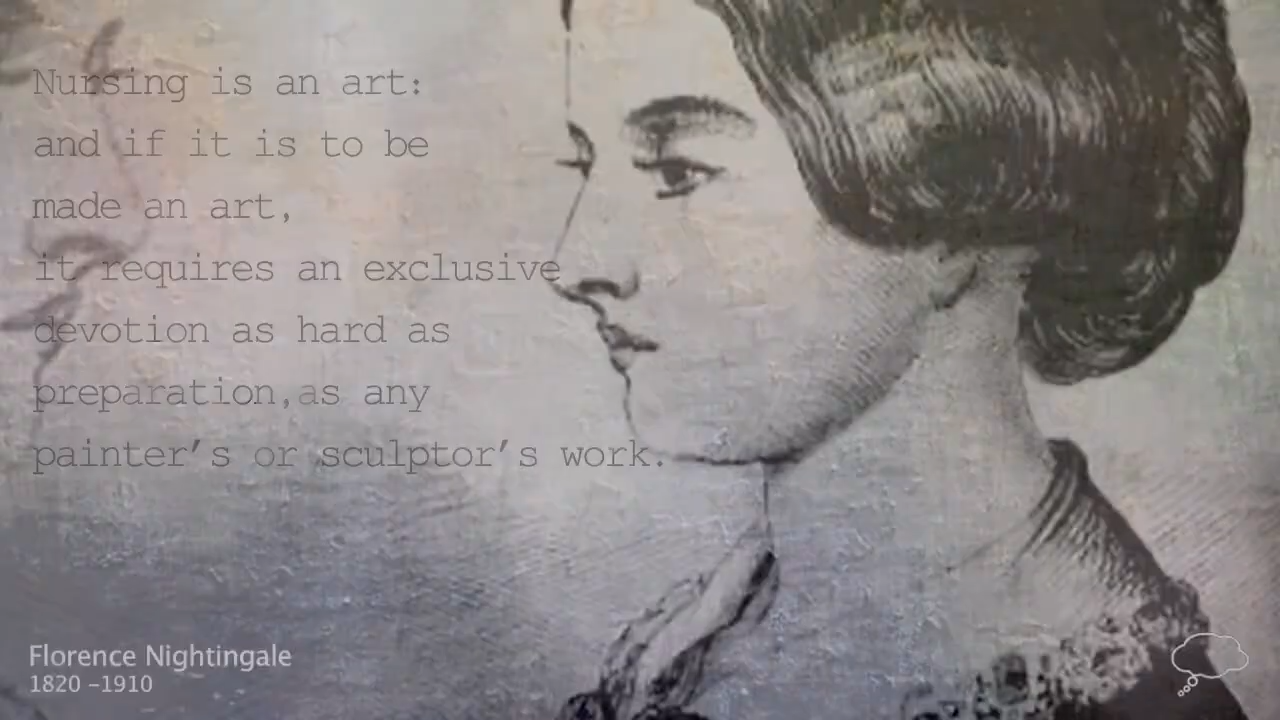 Nursing is an art:
and if it is to be
made an art,
it requires an exclusive
devotion as hard as
preparation,as any
painter’s or sculptor’s work.
Florence Nightingale
1820 –1910